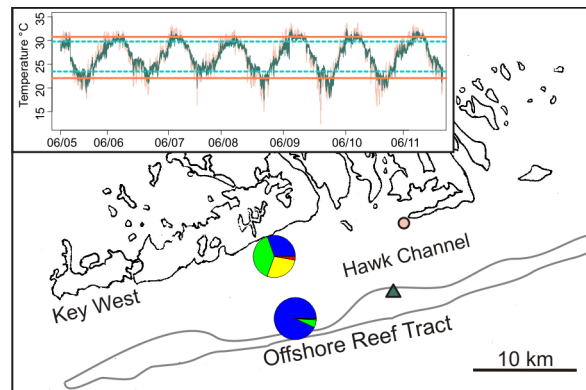 Temperature °C
35
30
25
20
15
06/05 06/06 06/07 06/08 06/09 06/10 06/11
Hawk Channel
Key West
Offshore Reef Tract
10 km